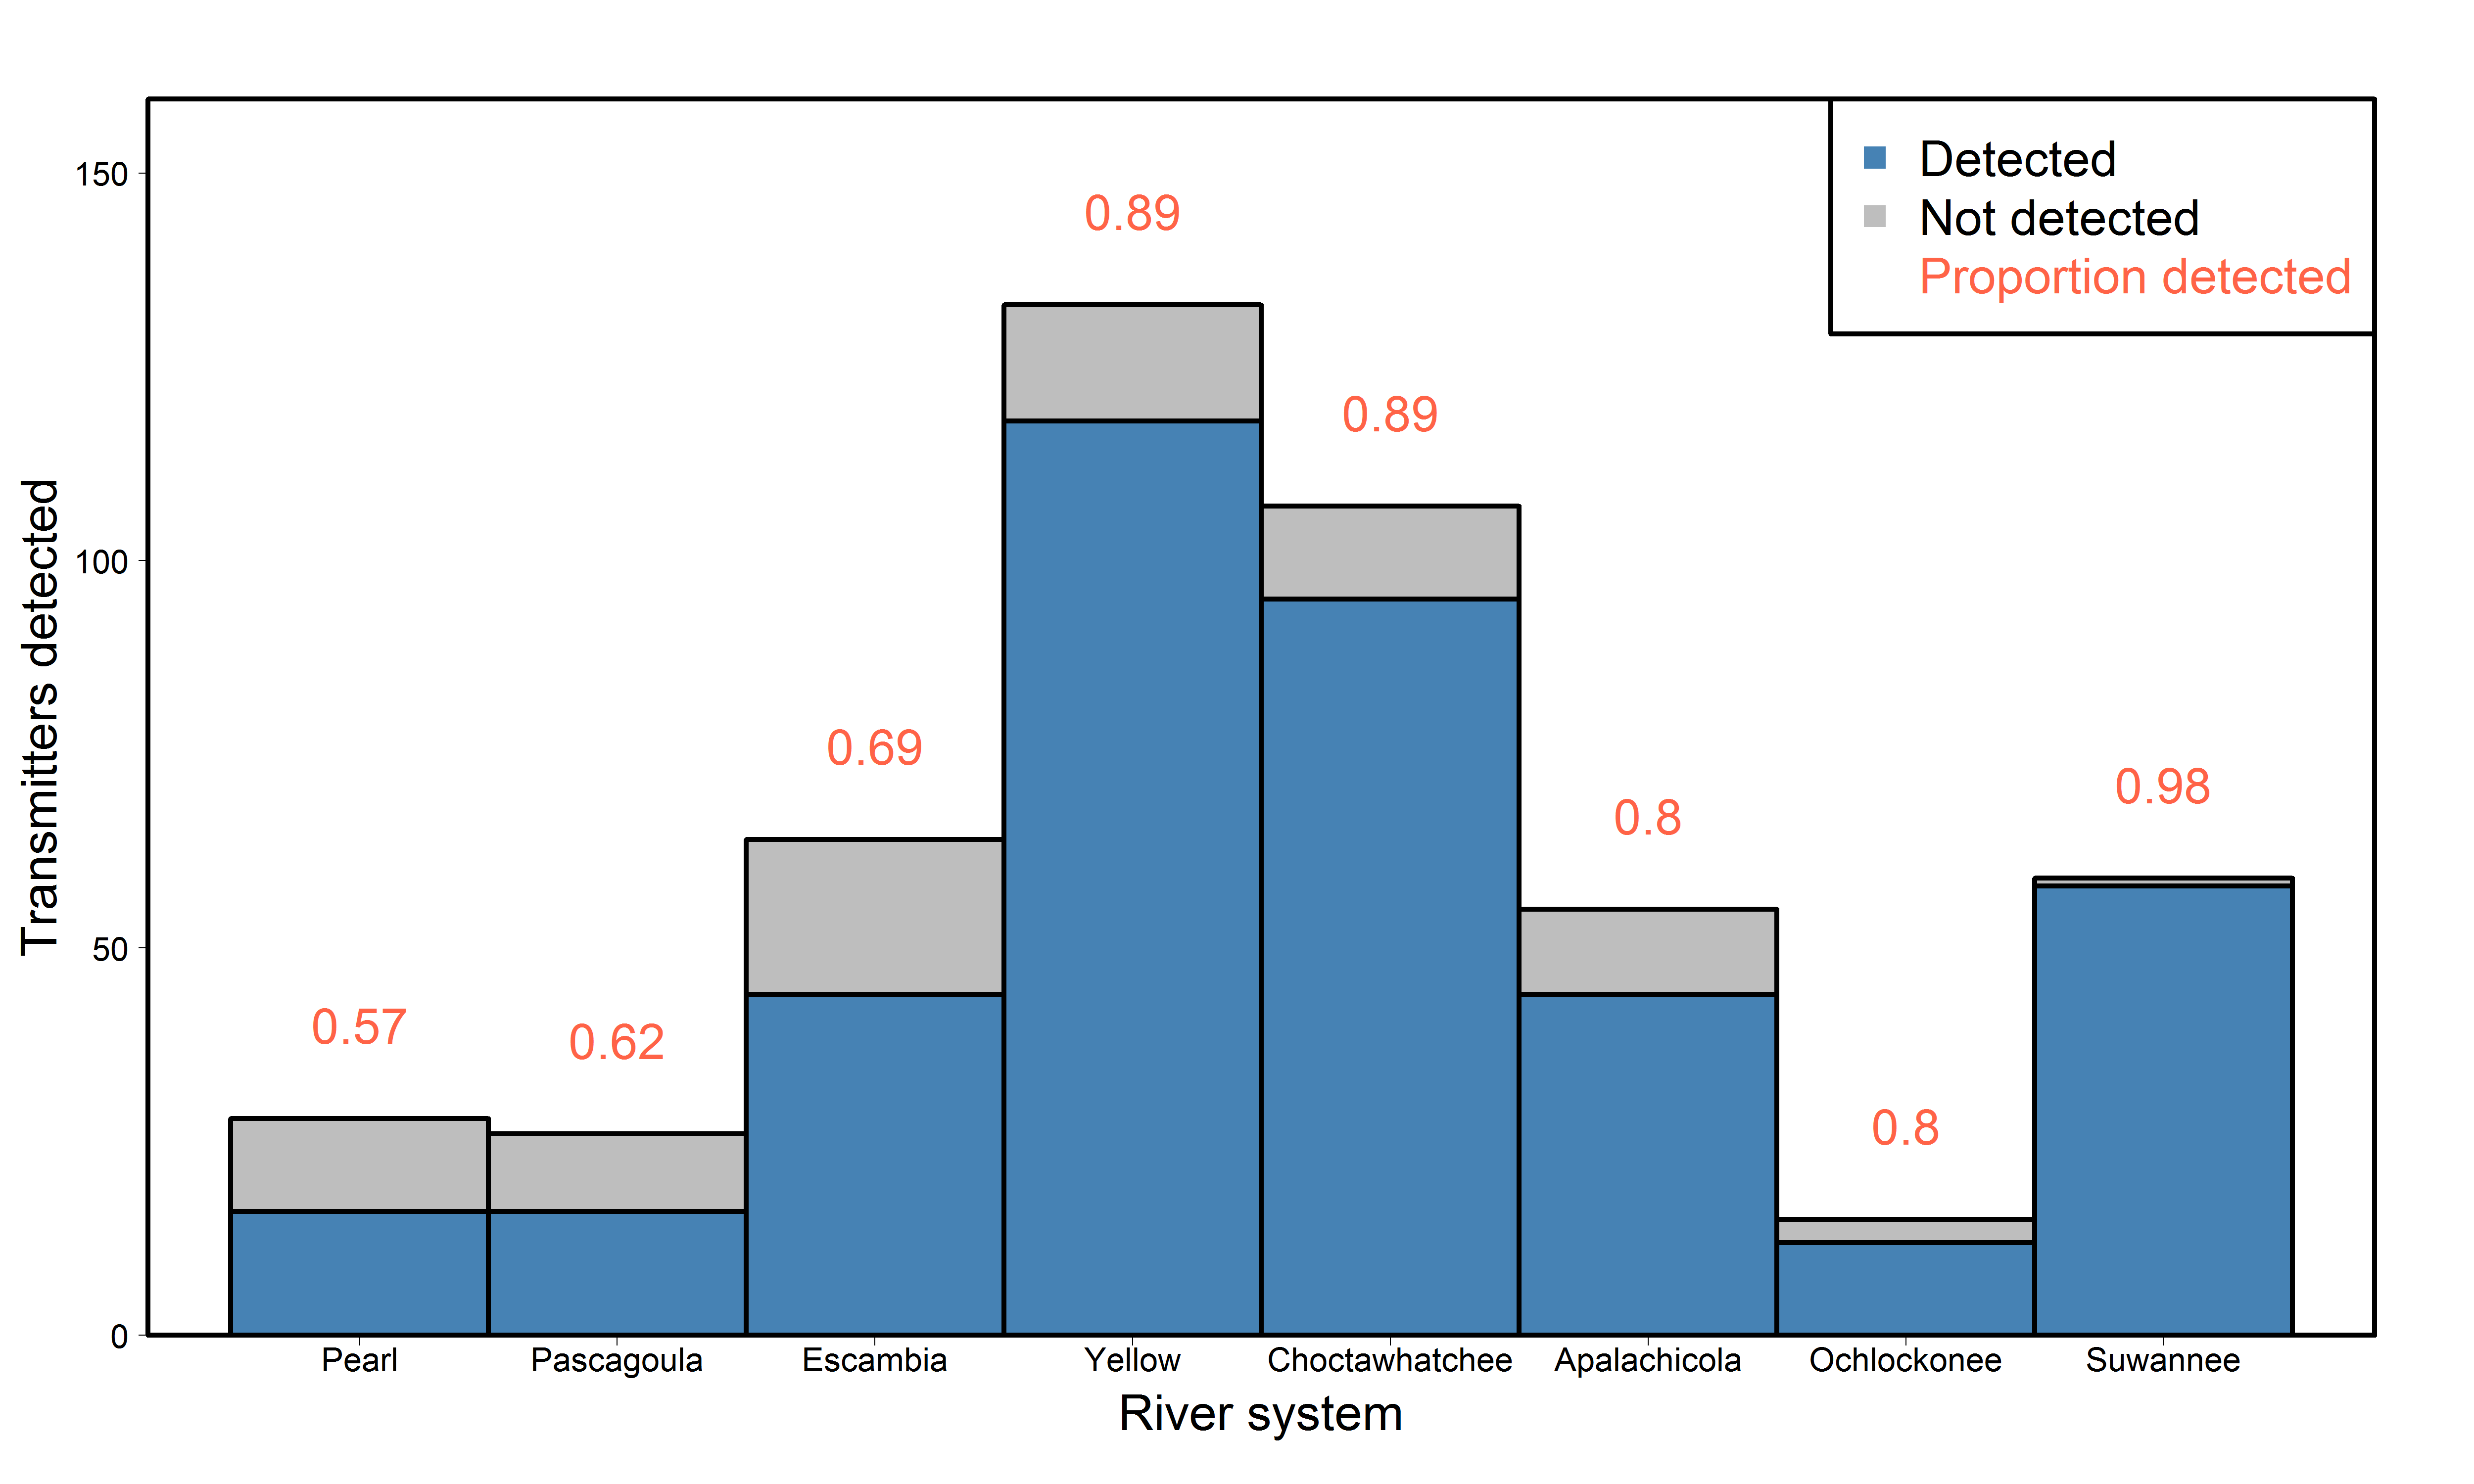 Detected
Not detected
Proportion detected
150
100
50
0
Transmitters detected
0.57
0.62
0.69
0.89
0.89
0.8
0.8
0.98
Pearl
Pascagoula
Escambia
Yellow
Choctawhatchee
Apalachicola
Ochlockonee
Suwannee
River system